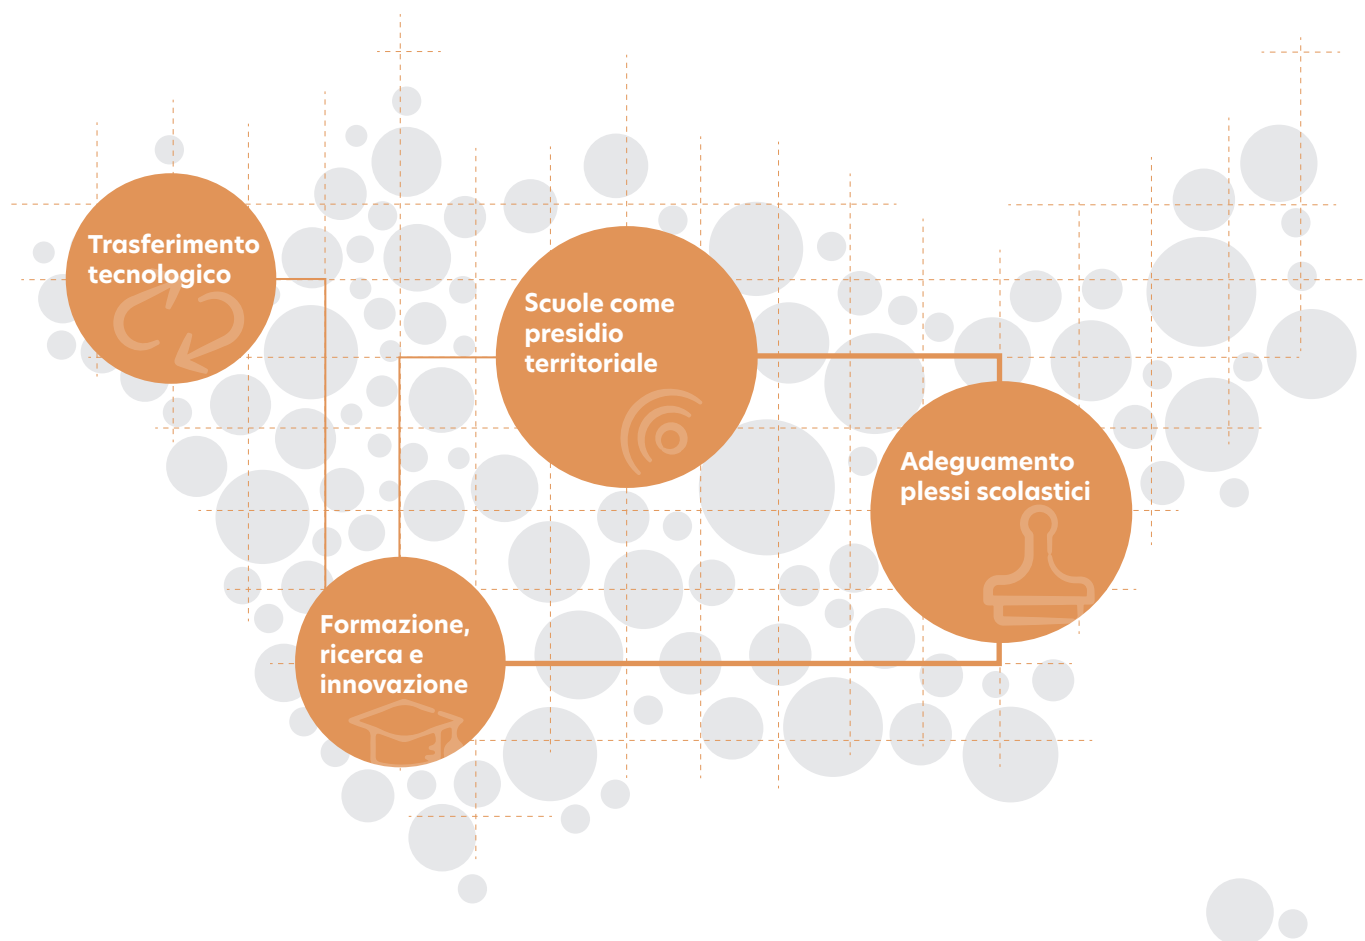 Trasferimento
tecnologico
Scuole come
presidio
territoriale
Adeguamento
plessi scolastici
Formazione,
ricerca e
innovazione